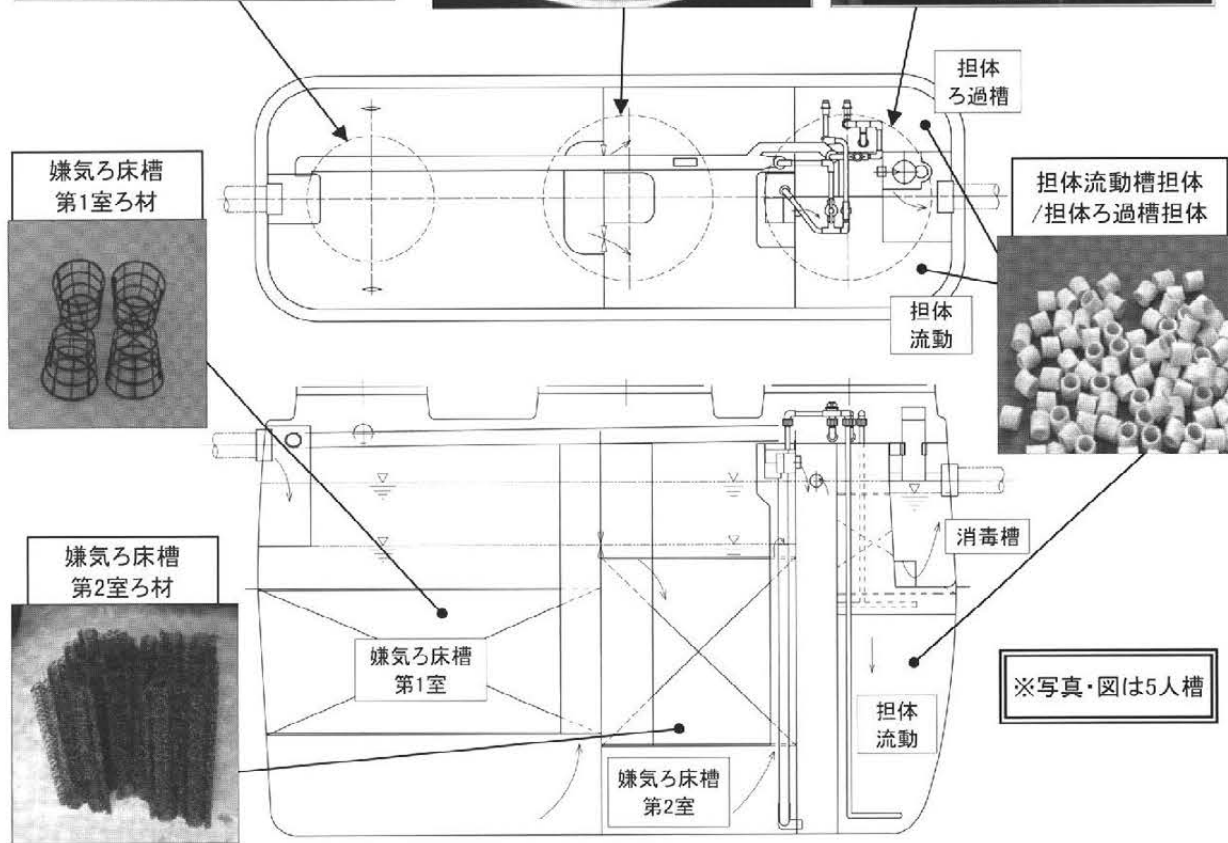 担体
ろ過槽
嫌気ろ床槽
第1室ろ材
担体流動槽担体
/担体ろ過槽担体
担体
流動
嫌気ろ床槽
第2室ろ材
消毒槽
嫌気ろ床槽
第1室
※写真・図は5人槽
担体
流動
嫌気ろ床槽
第2室